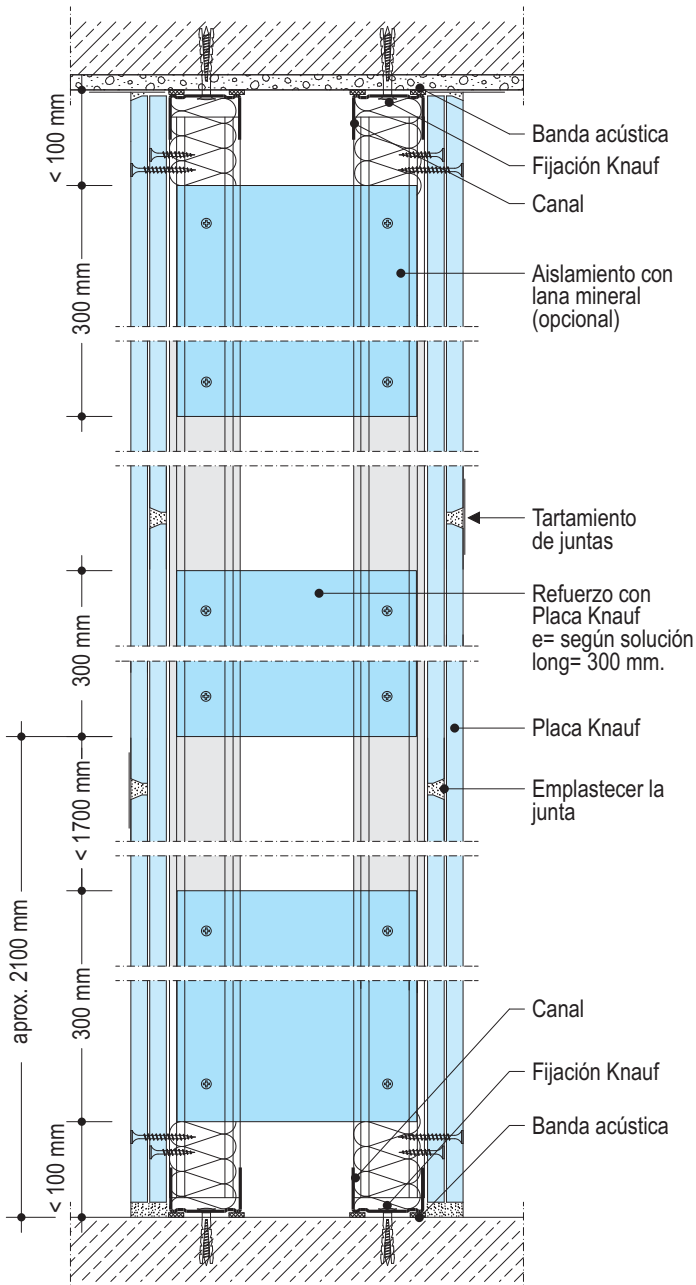 < 100 mm
300 mm
300 mm
< 1700 mm
aprox. 2100 mm
300 mm
< 100 mm
Banda acústica
Fijación Knauf
Canal
Aislamiento con
lana mineral
(opcional)
Tartamiento
de juntas
Refuerzo con
Placa Knauf
e= según solución
long= 300 mm.
Placa Knauf
Emplastecer la
junta
Canal
Fijación Knauf
Banda acústica